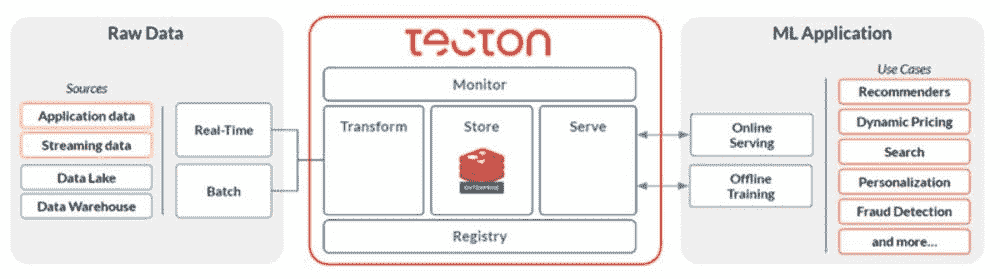 Raw Data
Sources
Application data
Streaming data
Data Lake
Data Warehouse
Real-Time
Batch
tecton
Monitor
Transform
Store
ENTERPRISE
Serve
Registry
ML Application
Online
Serving
Offline
Training
Use Cases
Recommenders
Dynamic Pricing
Search
Personalization
Fraud Detection
and more...